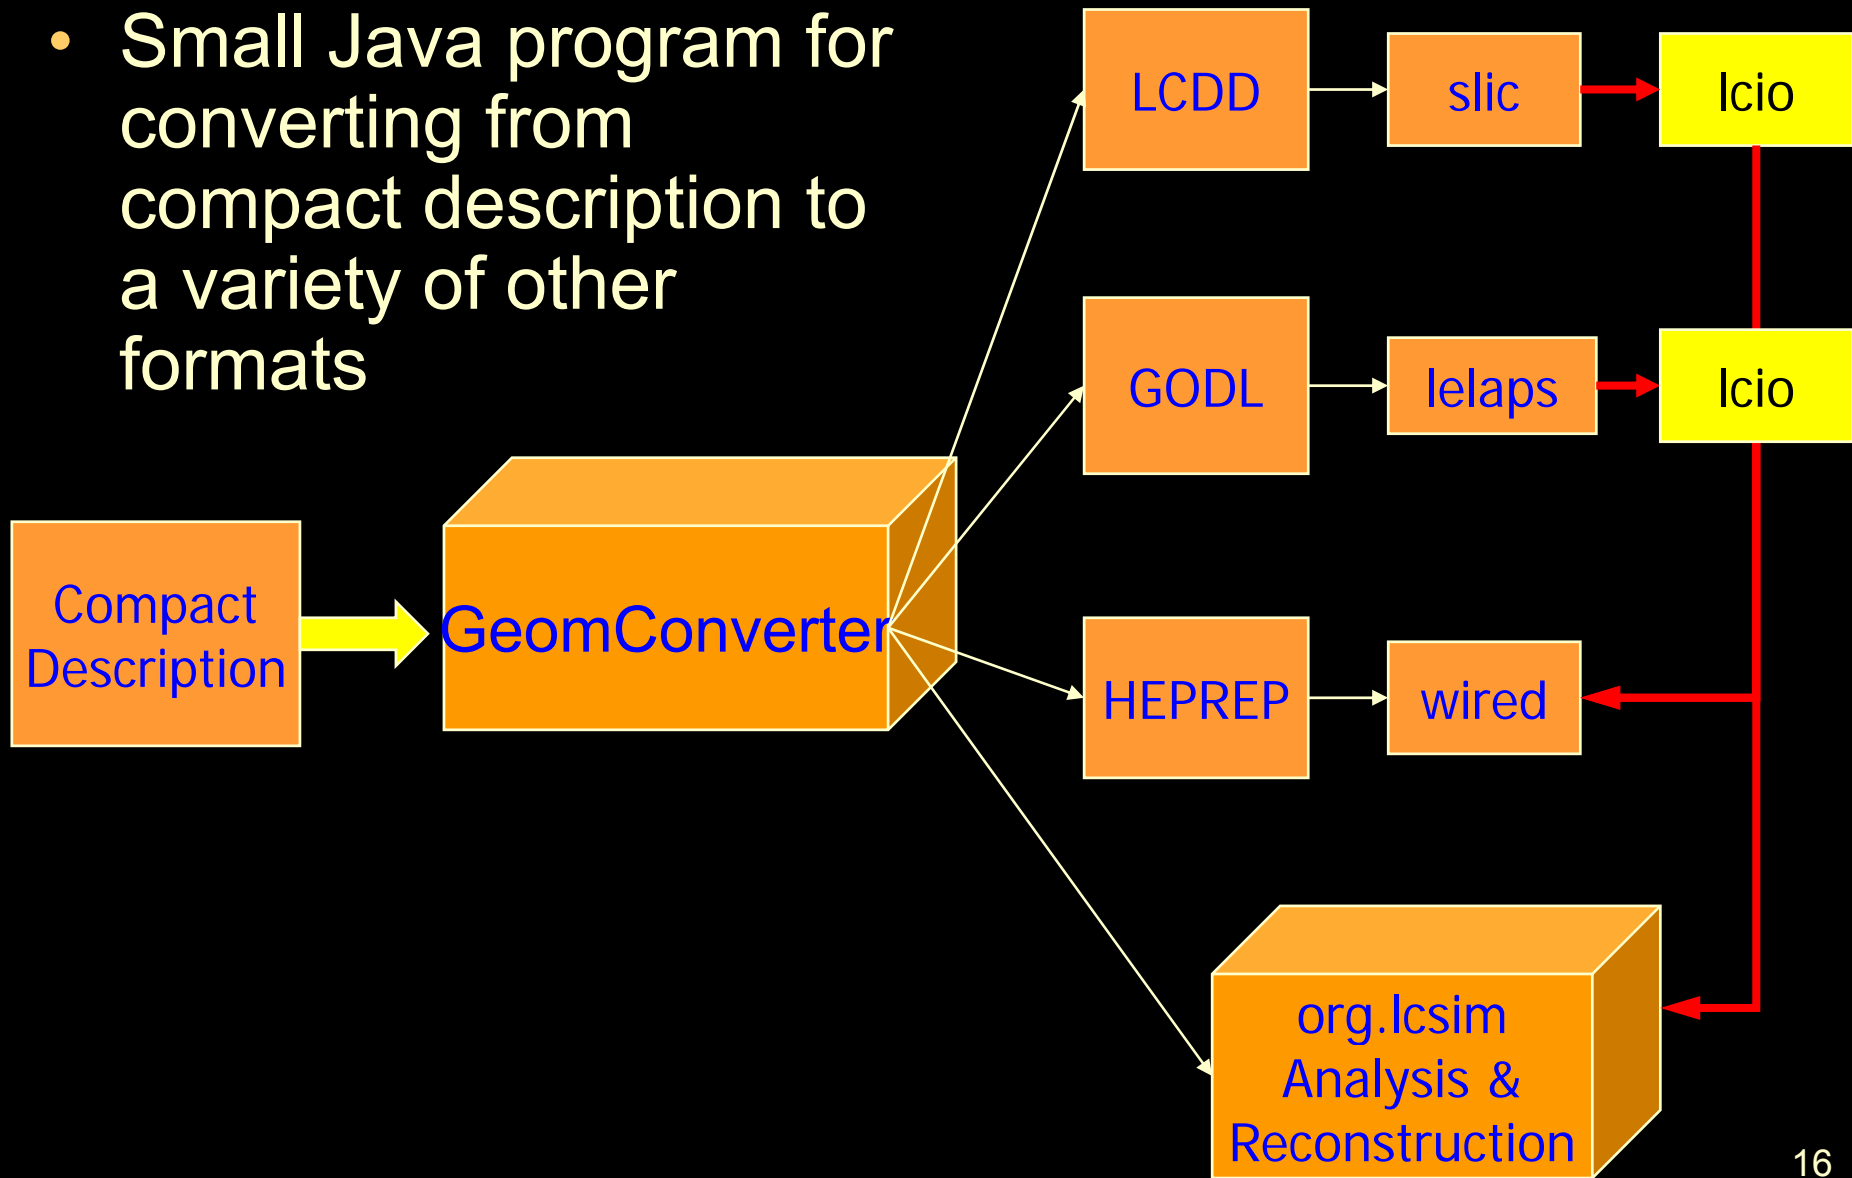 • Small Java program for
converting from
compact description to
a variety of other
formats
LCDD
slic
lcio
GODL
lelaps
lcio
Compact
Description
GeomConverter
HEPREP
wired
org.lcsim
Analysis &
Reconstruction
16